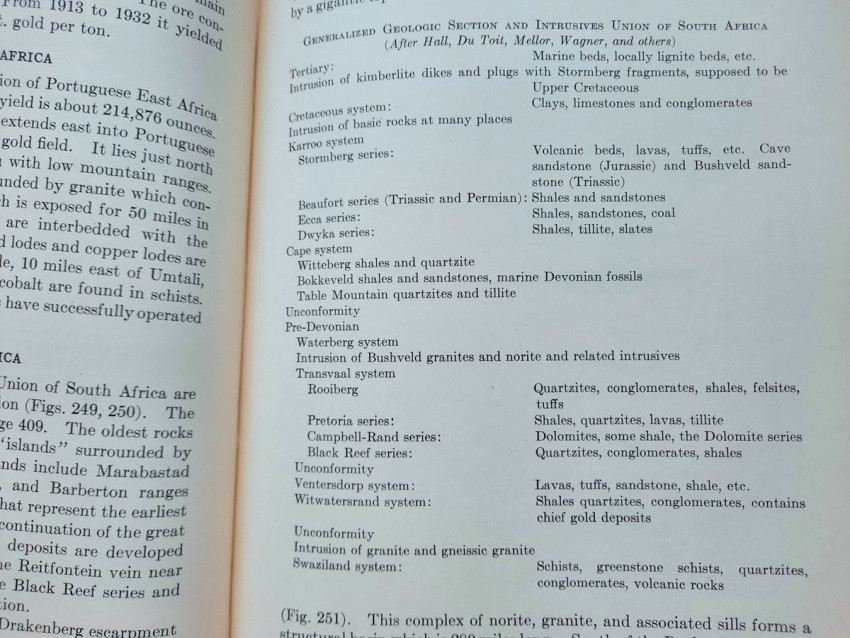 main
From 1913 to 1932 it yielded
The ore con-
gold per ton.
AFRICA
ion of Portuguese East Africa
yield is about 214,876 ounces.
extends east into Portuguese
gold field. It lies just north
with low mountain ranges.
unded by granite which con-
h is exposed for 50 miles in
are interbedded with the
d lodes and copper lodes are
le, 10 miles east of Umtali,
cobalt are found in schists.
have successfully operated
ICA
Union of South Africa are
ion (Figs. 249, 250). The
ge 409. The oldest rocks
"islands" surrounded by
nds include Marabastad
, and Barberton ranges
hat represent the earliest
continuation of the great
deposits are developed
he Reitfontein vein near
e Black Reef series and
tion.
Drakenberg escarpment
by a gigantic
Generalized Geologic Section and Intrusives Union of South Africa
(After Hall, Du Toit, Mellor, Wagner, and others)
Tertiary: Marine beds, locally lignite beds, etc.
Intrusion of kimberlite dikes and plugs with Stormberg fragments, supposed to be
Upper Cretaceous
Cretaceous system: Clays, limestones and conglomerates
Intrusion of basic rocks at many places
Karroo system
Stormberg series: Volcanic beds, lavas, tuffs, etc. Cave
sandstone (Jurassic) and Bushveld sand-
stone (Triassic)
Beaufort series (Triassic and Permian): Shales and sandstones
Ecca series: Shales, sandstones, coal
Dwyka series: Shales, tillite, slates
Cape system
Witteberg shales and quartzite
Bokkeveld shales and sandstones, marine Devonian fossils
Table Mountain quartzites and tillite
Unconformity
Pre-Devonian
Waterberg system
Intrusion of Bushveld granites and norite and related intrusives
Transvaal system
Rooiberg Quartzites, conglomerates, shales, felsites,
tuffs
Pretoria series: Shales, quartzites, lavas, tillite
Campbell-Rand series: Dolomites, some shale, the Dolomite series
Black Reef series: Quartzites, conglomerates, shales
Unconformity
Ventersdorp system: Lavas, tuffs, sandstone, shale, etc.
Witwatersrand system: Shales quartzites, conglomerates, contains
chief gold deposits
Unconformity
Intrusion of granite and gneissic granite
Swaziland system: Schists, greenstone schists, quartzites,
conglomerates, volcanic rocks
(Fig. 251). This complex of norite, granite, and associated sills forms a